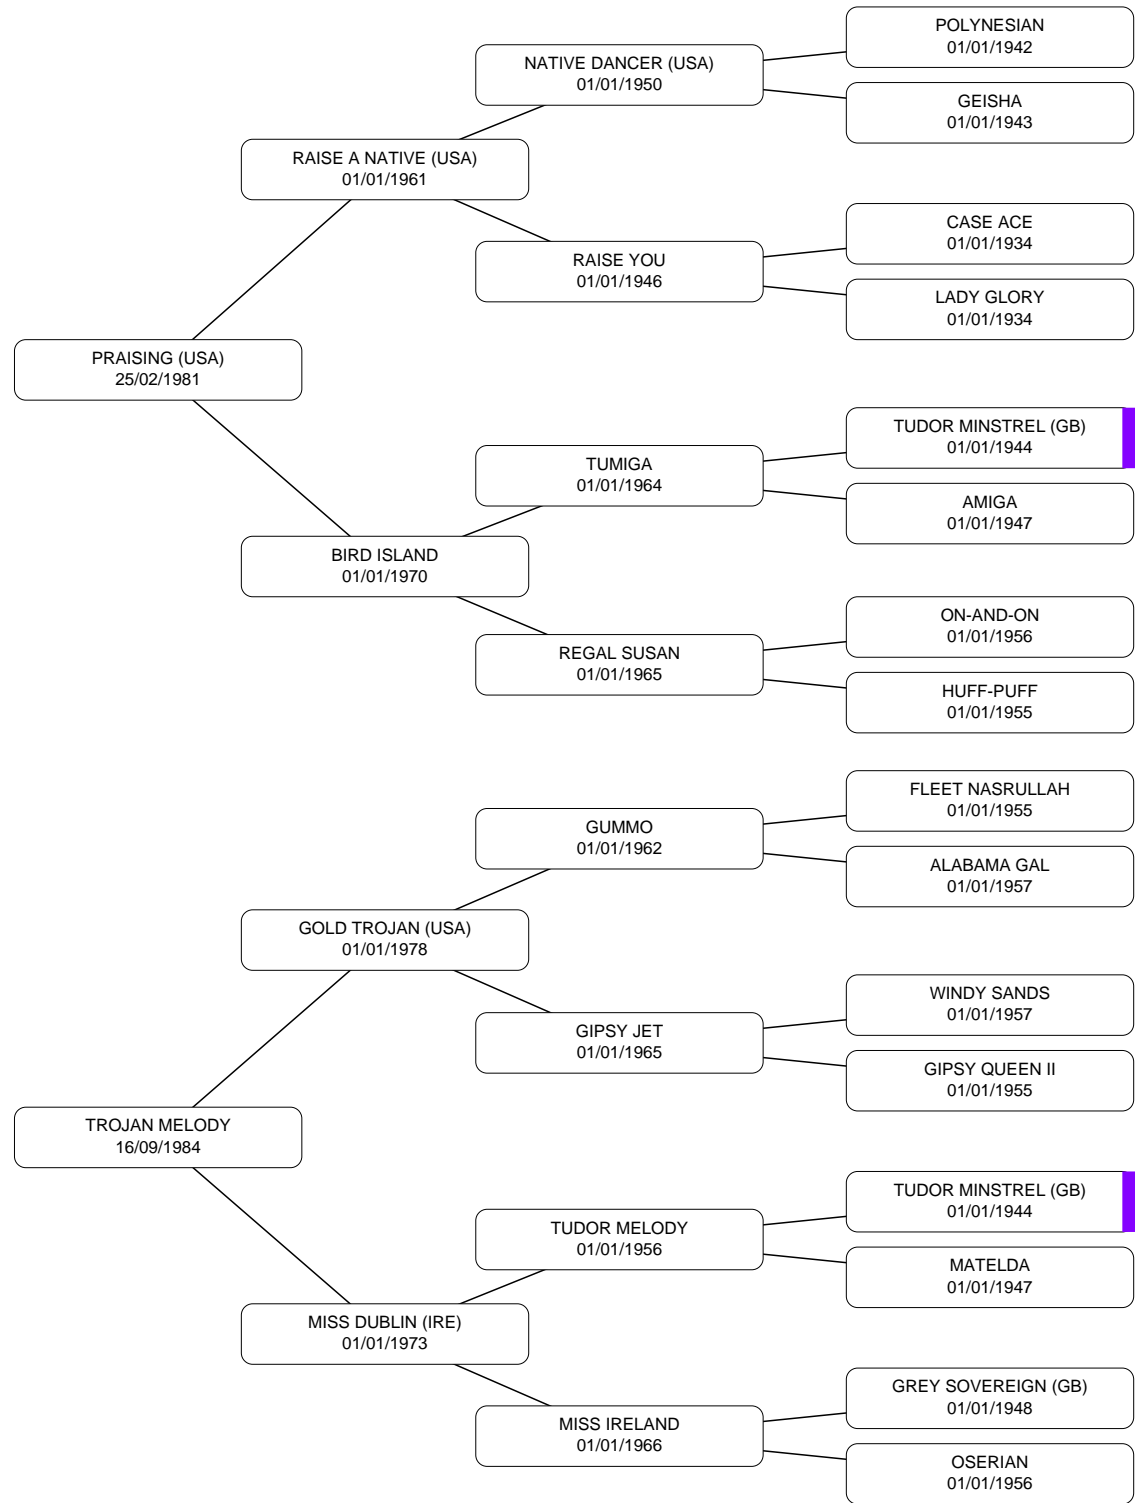 POLYNESIAN
01/01/1942
NATIVE DANCER (USA)
01/01/1950
GEISHA
01/01/1943
RAISE A NATIVE (USA)
01/01/1961
CASE ACE
01/01/1934
RAISE YOU
01/01/1946
LADY GLORY
01/01/1934
PRAISING (USA)
25/02/1981
TUDOR MINSTREL (GB)
01/01/1944
TUMIGA
01/01/1964
AMIGA
01/01/1947
BIRD ISLAND
01/01/1970
ON-AND-ON
01/01/1956
REGAL SUSAN
01/01/1965
HUFF-PUFF
01/01/1955
FLEET NASRULLAH
01/01/1955
GUMMO
01/01/1962
ALABAMA GAL
01/01/1957
GOLD TROJAN (USA)
01/01/1978
WINDY SANDS
01/01/1957
GIPSY JET
01/01/1965
GIPSY QUEEN II
01/01/1955
TROJAN MELODY
16/09/1984
TUDOR MINSTREL (GB)
01/01/1944
TUDOR MELODY
01/01/1956
MATELDA
01/01/1947
MISS DUBLIN (IRE)
01/01/1973
GREY SOVEREIGN (GB)
01/01/1948
MISS IRELAND
01/01/1966
OSERIAN
01/01/1956